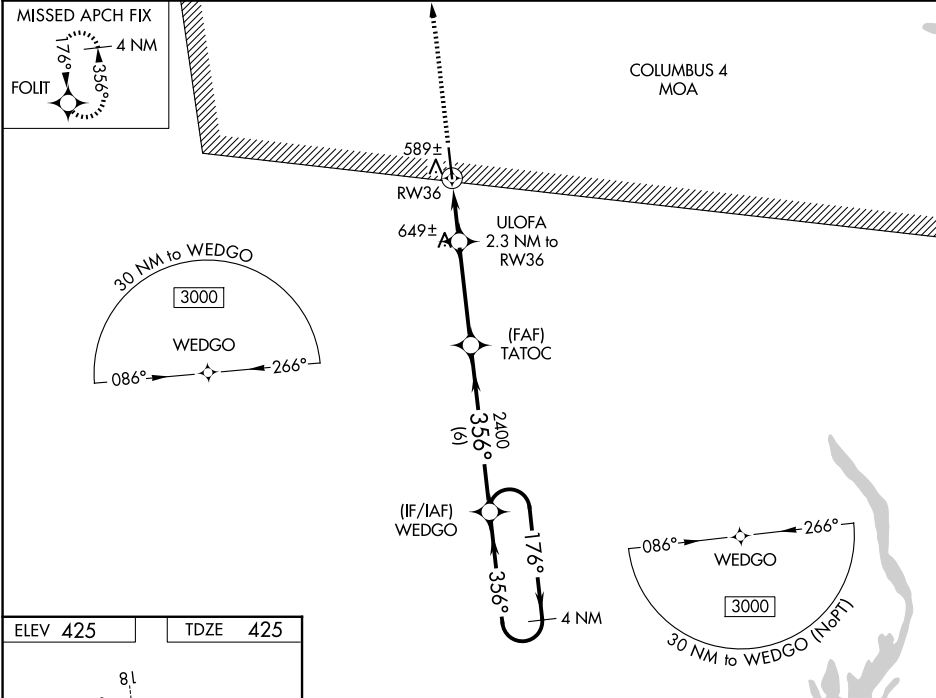 MISSED APCH FIX
4 NM
176°
356°
FOLIT
COLUMBUS 4
MOA
589±
RW36
ULOFA
2.3 NM to
RW36
649±
30 NM to WEDGO
3000
WEDGO
086°
266°
(FAF)
TATOC
2400
356°
(6)
(IF/IAF)
WEDGO
176°
356°
4 NM
086°
266°
WEDGO
3000
30 NM to WEDGO (NoPT)
ELEV 425
TDZE 425
18